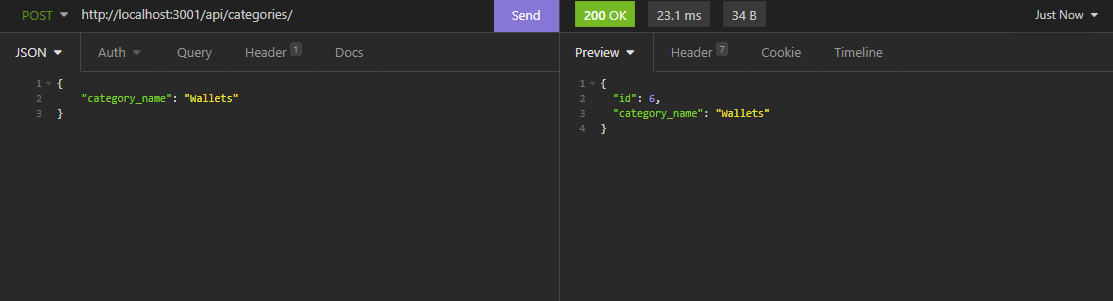 POST http://localhost:3001/api/categories/ Send 200 OK 23.1 ms 34 B Just Now
JSON Auth Query Header 1 Docs Preview Header 7 Cookie Timeline
1 {
2 "category_name": "Wallets"
3 }
1 {
2 "id": 6,
3 "category_name": "Wallets"
4 }